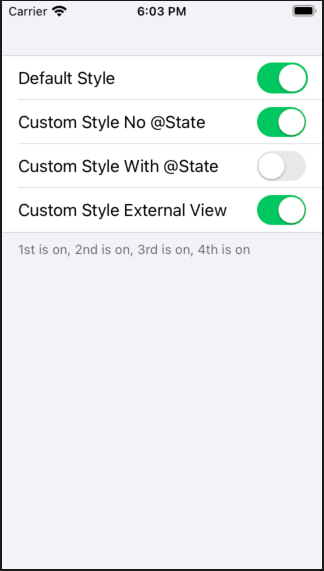 Carrier 6:03 PM
Default Style
Custom Style No @State
Custom Style With @State
Custom Style External View
1st is on, 2nd is on, 3rd is on, 4th is on